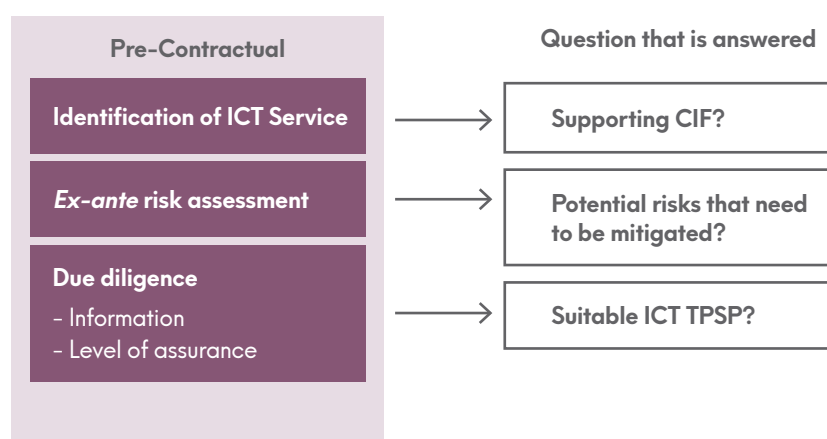 Pre-Contractual
Question that is answered
Identification of ICT Service
Supporting CIF?
Ex-ante risk assessment
Potential risks that need
to be mitigated?
Due diligence
- Information
- Level of assurance
Suitable ICT TPSP?